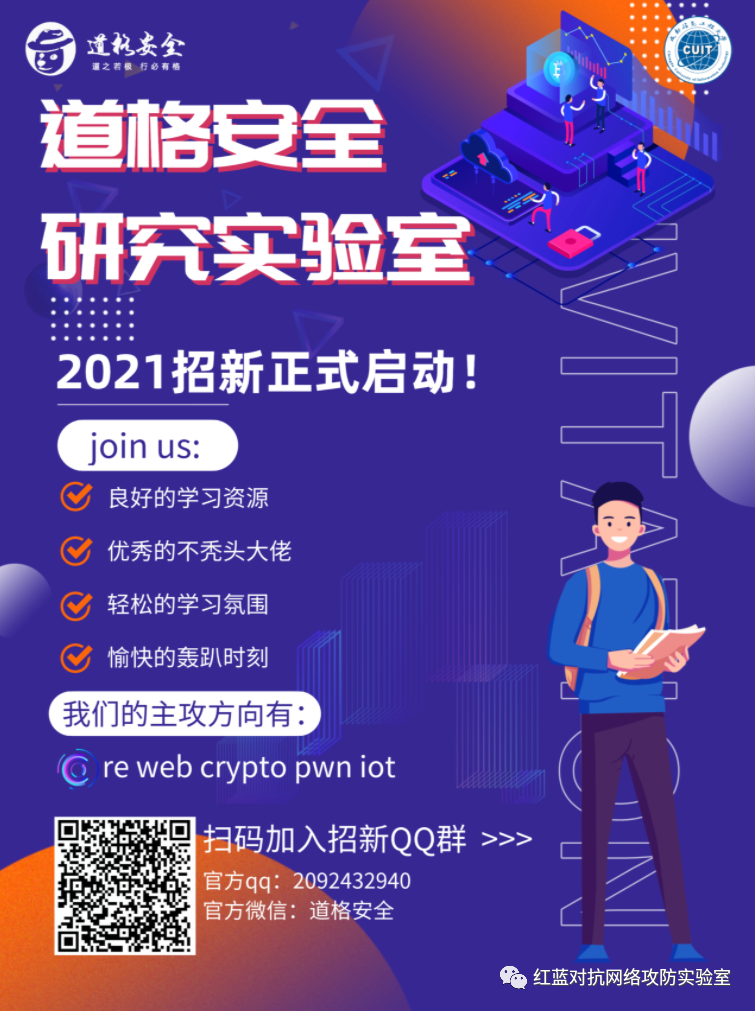 道格安全
道之若极 行必有格
CUIT
道格安全
研究实验室
2021招新正式启动！
join us:
良好的学习资源
优秀的不秃头大佬
轻松的学习氛围
愉快的轰趴时刻
我们的主攻方向有：
re web crypto pwn iot
扫码加入招新QQ群 >>>
官方qq：2092432940
官方微信：道格安全
INVITATION
红蓝对抗网络攻防实验室